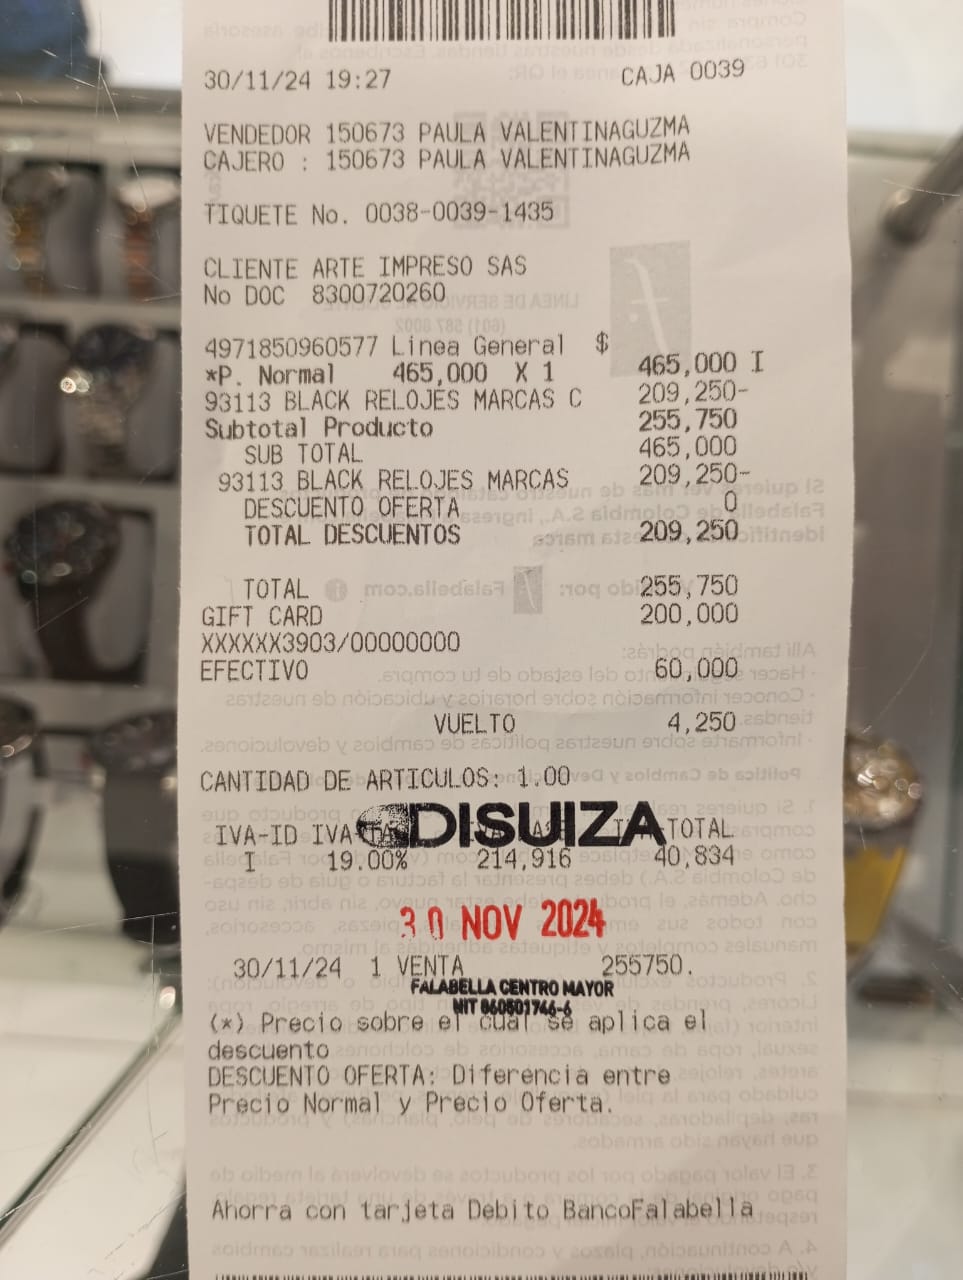 30/11/24 19:27 CAJA 0039
VENDEDOR 150673 PAULA VALENTINAGUZMA
CAJERO : 150673 PAULA VALENTINAGUZMA
TIQUETE No. 0038-0039-1435
CLIENTE ARTE IMPRESO SAS
No DOC 8300720260
4971850960577 Linea General $
*P. Normal 465,000 X 1 465,000 I
93113 BLACK RELOJES MARCAS C 209,250-
Subtotal Producto 255,750
SUB TOTAL 465,000
93113 BLACK RELOJES MARCAS 209,250-
DESCUENTO OFERTA 0
TOTAL DESCUENTOS 209,250
TOTAL 255,750
GIFT CARD 200,000
XXXXXX3903/00000000
EFECTIVO 60,000
VUELTO 4,250
CANTIDAD DE ARTICULOS: 1.00
DISUIZA
IVA-ID IVA TOTAL
I 19.00% 214,916 40,834
30 NOV 2024
30/11/24 1 VENTA 255750.
FALABELLA CENTRO MAYOR
NIT 860501746-6
(*) Precio sobre el cual se aplica el
descuento
DESCUENTO OFERTA: Diferencia entre
Precio Normal y Precio Oferta.
Ahorra con tarjeta Debito BancoFalabella